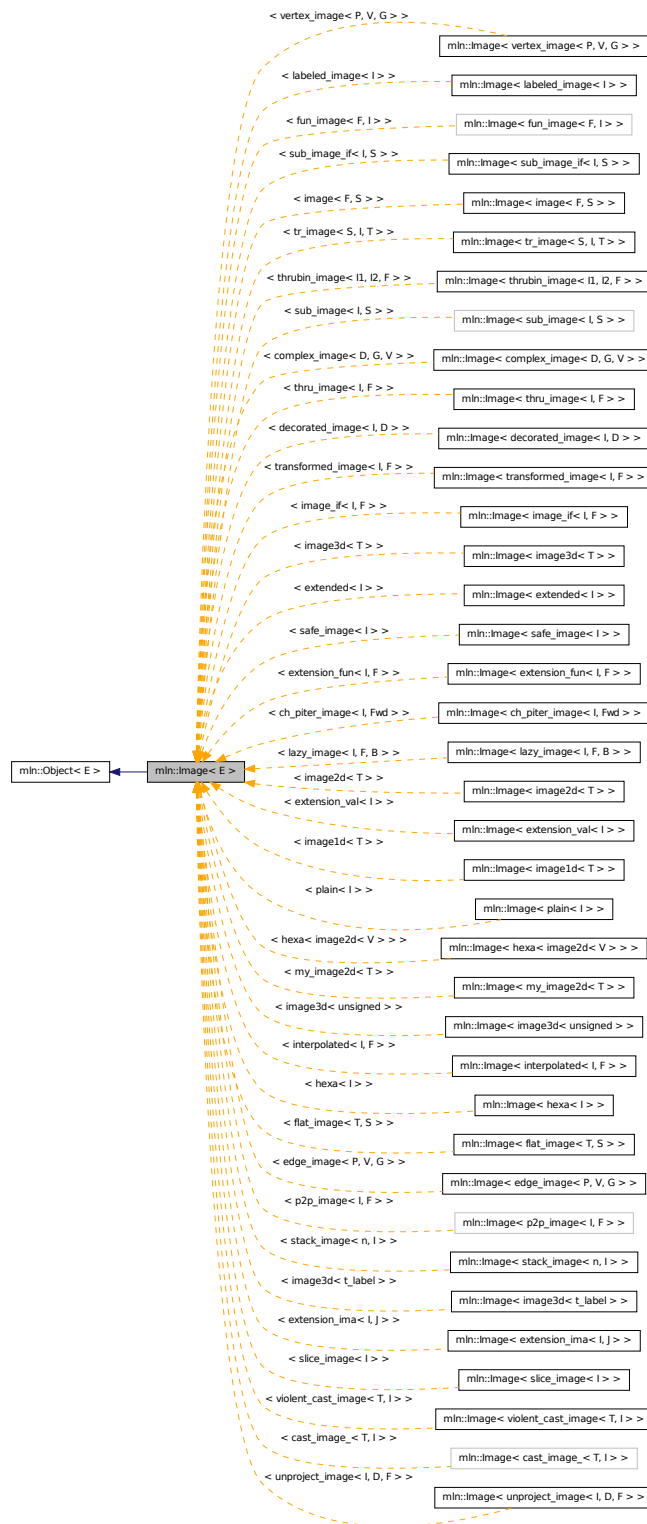 < vertex_image< P, V, G > >
mln::Image< vertex_image< P, V, G > >
< labeled_image< I > >
mln::Image< labeled_image< I > >
< fun_image< F, I > >
mln::Image< fun_image< F, I > >
< sub_image_if< I, S > >
mln::Image< sub_image_if< I, S > >
< image< F, S > >
mln::Image< image< F, S > >
< tr_image< S, I, T > >
mln::Image< tr_image< S, I, T > >
< thrubin_image< I1, I2, F > >
mln::Image< thrubin_image< I1, I2, F > >
< sub_image< I, S > >
mln::Image< sub_image< I, S > >
< complex_image< D, G, V > >
mln::Image< complex_image< D, G, V > >
< thru_image< I, F > >
mln::Image< thru_image< I, F > >
< decorated_image< I, D > >
mln::Image< decorated_image< I, D > >
< transformed_image< I, F > >
mln::Image< transformed_image< I, F > >
< image_if< I, F > >
mln::Image< image_if< I, F > >
< image3d< T > >
mln::Image< image3d< T > >
< extended< I > >
mln::Image< extended< I > >
< safe_image< I > >
mln::Image< safe_image< I > >
< extension_fun< I, F > >
mln::Image< extension_fun< I, F > >
< ch_piter_image< I, Fwd > >
mln::Image< ch_piter_image< I, Fwd > >
< lazy_image< I, F, B > >
mln::Image< lazy_image< I, F, B > >
mln::Object< E >
mln::Image< E >
< image2d< T > >
mln::Image< image2d< T > >
< extension_val< I > >
mln::Image< extension_val< I > >
< image1d< T > >
mln::Image< image1d< T > >
< plain< I > >
mln::Image< plain< I > >
< hexa< image2d< V > > >
mln::Image< hexa< image2d< V > > >
< my_image2d< T > >
mln::Image< my_image2d< T > >
< image3d< unsigned > >
mln::Image< image3d< unsigned > >
< interpolated< I, F > >
mln::Image< interpolated< I, F > >
< hexa< I > >
mln::Image< hexa< I > >
< flat_image< T, S > >
mln::Image< flat_image< T, S > >
< edge_image< P, V, G > >
mln::Image< edge_image< P, V, G > >
< p2p_image< I, F > >
mln::Image< p2p_image< I, F > >
< stack_image< n, I > >
mln::Image< stack_image< n, I > >
< image3d< t_label > >
mln::Image< image3d< t_label > >
< extension_ima< I, J > >
mln::Image< extension_ima< I, J > >
< slice_image< I > >
mln::Image< slice_image< I > >
< violent_cast_image< T, I > >
mln::Image< violent_cast_image< T, I > >
< cast_image_< T, I > >
mln::Image< cast_image_< T, I > >
< unproject_image< I, D, F > >
mln::Image< unproject_image< I, D, F > >